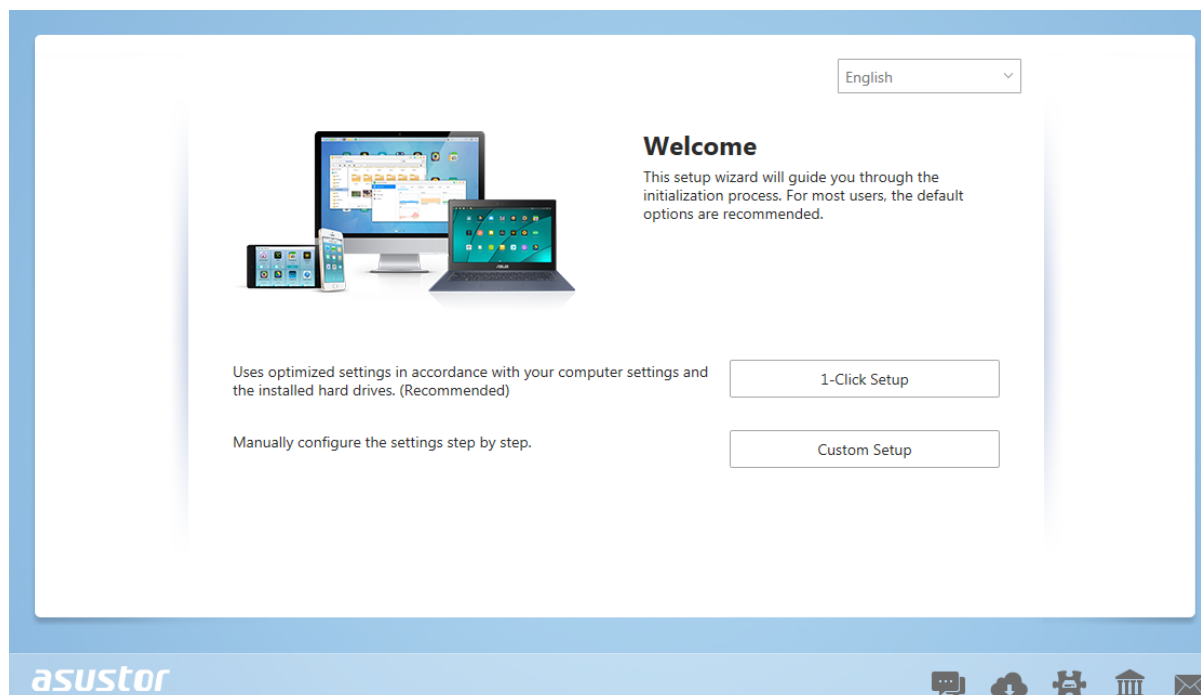 English
Welcome
This setup wizard will guide you through the
initialization process. For most users, the default
options are recommended.
Uses optimized settings in accordance with your computer settings and
the installed hard drives. (Recommended)
1-Click Setup
Manually configure the settings step by step.
Custom Setup
asustor